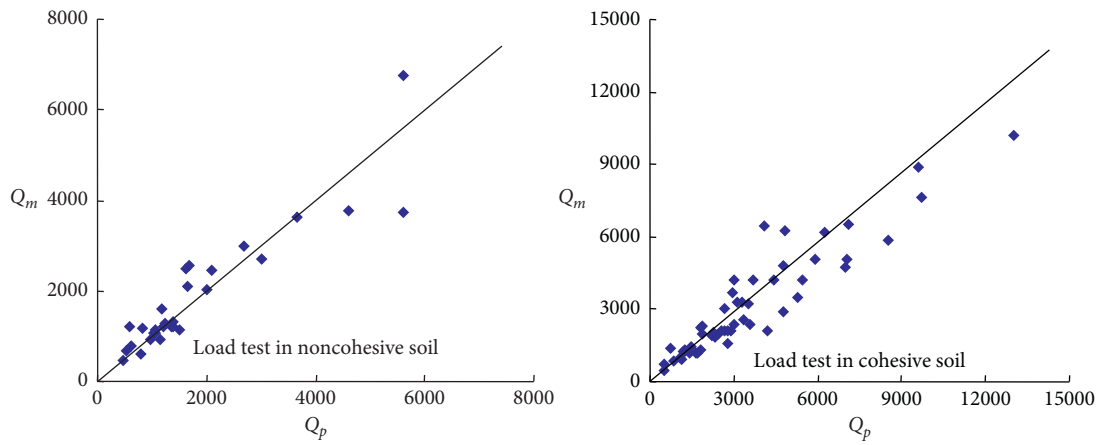 8000
6000
Qm
4000
2000
0
Load test in noncohesive soil
0 2000 4000 6000 8000
Qp
15000
12000
9000
Qm
6000
3000
0
Load test in cohesive soil
0 3000 6000 9000 12000 15000
Qp